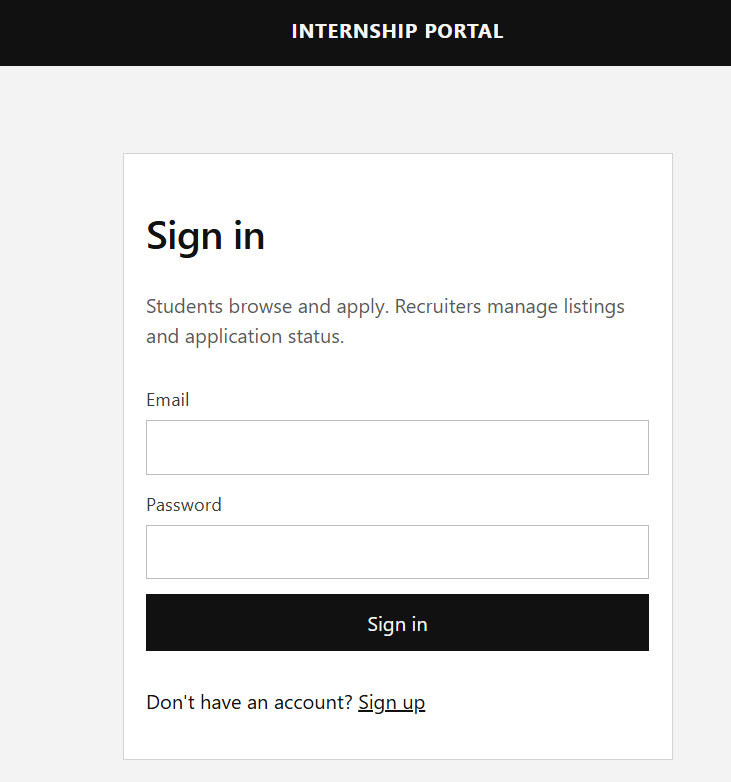 INTERNSHIP PORTAL
Sign in
Students browse and apply. Recruiters manage listings
and application status.
Email
Password
Sign in
Don't have an account? Sign up